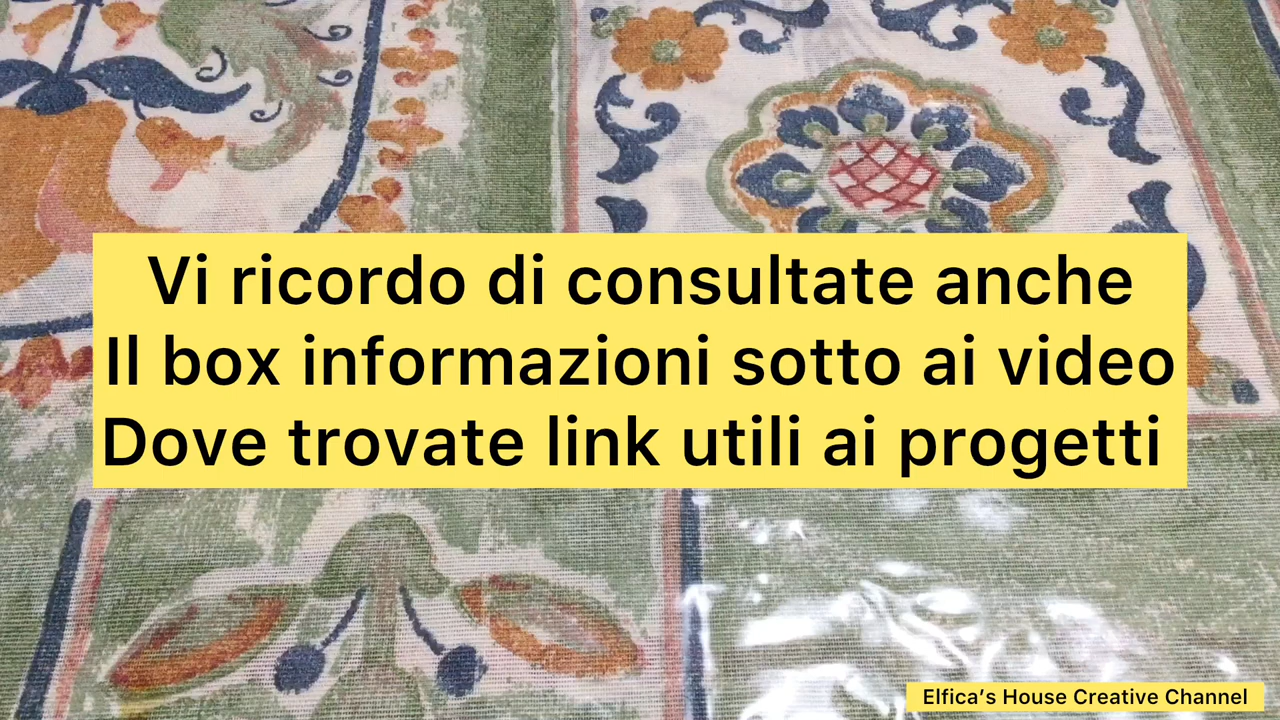 Vi ricordo di consultate anche
Il box informazioni sotto ai video
Dove trovate link utili ai progetti
Elfica’s House Creative Channel